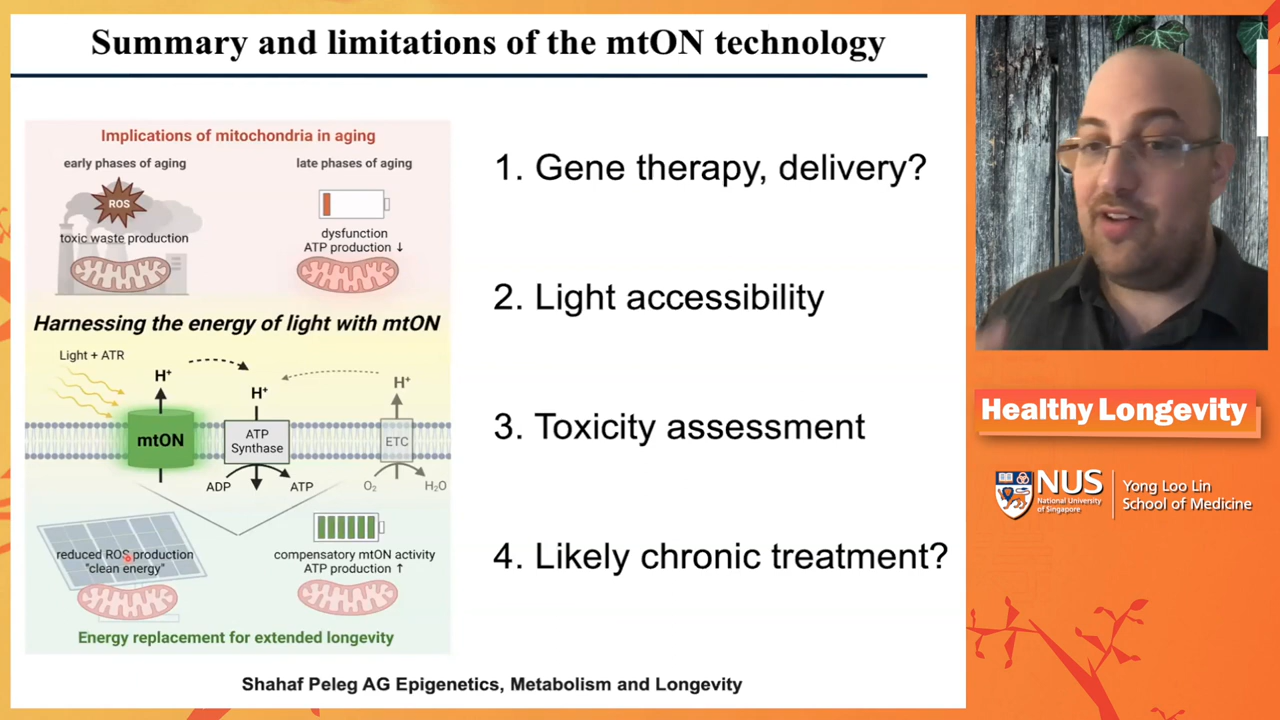 Summary and limitations of the mtON technology
Implications of mitochondria in aging
early phases of aging
late phases of aging
ROS
toxic waste production
dysfunction
ATP production ↓
Harnessing the energy of light with mtON
Light + ATR
H⁺
H⁺
H⁺
mtON
ATP
Synthase
ETC
ADP
ATP
O₂
H₂O
reduced ROS production
"clean energy"
compensatory mtON activity
ATP production ↑
Energy replacement for extended longevity
1. Gene therapy, delivery?
2. Light accessibility
3. Toxicity assessment
4. Likely chronic treatment?
Shahaf Peleg AG Epigenetics, Metabolism and Longevity
Healthy Longevity
NUS
National University
of Singapore
Yong Loo Lin
School of Medicine